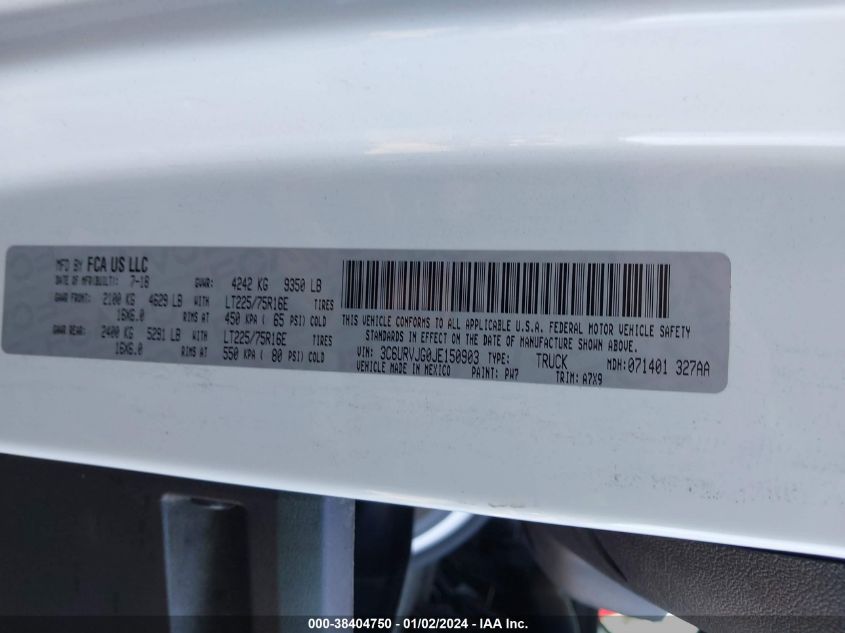 MFD BY FCA US LLC
DATE OF MFR(BUILT): 7-18 GVWR: 4242 KG 9350 LB
GAWR FRONT: 2100 KG 4629 LB WITH LT225/75R16E TIRES
16X6.0 RIMS AT 450 KPA ( 65 PSI) COLD
GAWR REAR: 2400 KG 5291 LB WITH LT225/75R16E TIRES
16X6.0 RIMS AT 550 KPA ( 80 PSI) COLD
THIS VEHICLE CONFORMS TO ALL APPLICABLE U.S.A. FEDERAL MOTOR VEHICLE SAFETY
STANDARDS IN EFFECT ON THE DATE OF MANUFACTURE SHOWN ABOVE.
VIN: 3C6URVJG0JE150903 TYPE: TRUCK MDH: 071401 327AA
VEHICLE MADE IN MEXICO PAINT: PW7 TRIM: A7X9
000-38404750 - 01/02/2024 - IAA Inc.